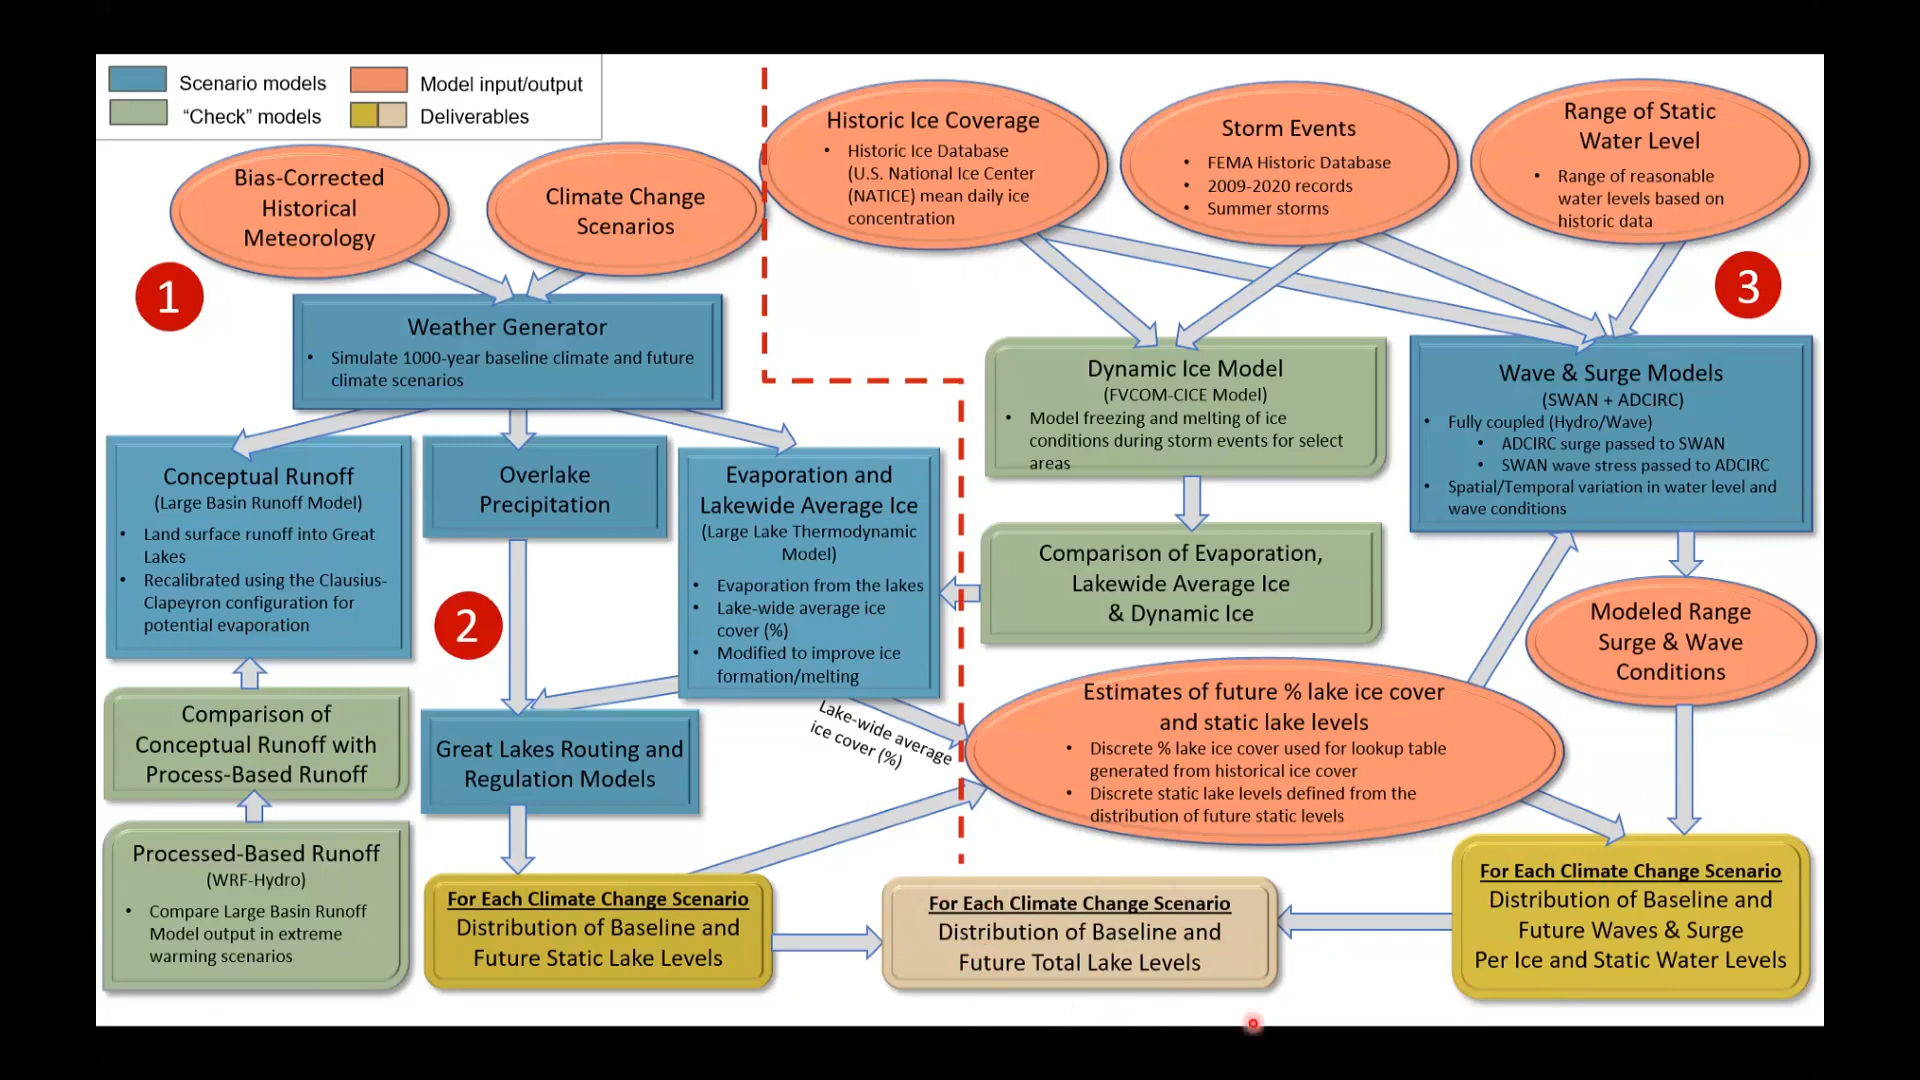 Scenario models
Model input/output
“Check” models
Deliverables
Bias-Corrected
Historical
Meteorology
Climate Change
Scenarios
1
Weather Generator
• Simulate 1000-year baseline climate and future
climate scenarios
Conceptual Runoff
(Large Basin Runoff Model)
• Land surface runoff into Great
Lakes
• Recalibrated using the Clausius-
Clapeyron configuration for
potential evaporation
Overlake
Precipitation
Evaporation and
Lakewide Average Ice
(Large Lake Thermodynamic
Model)
• Evaporation from the lakes
• Lake-wide average ice
cover (%)
• Modified to improve ice
formation/melting
2
Comparison of
Conceptual Runoff with
Process-Based Runoff
Processed-Based Runoff
(WRF-Hydro)
• Compare Large Basin Runoff
Model output in extreme
warming scenarios
Great Lakes Routing and
Regulation Models
Lake-wide average
ice cover (%)
For Each Climate Change Scenario
Distribution of Baseline and
Future Static Lake Levels
Historic Ice Coverage
• Historic Ice Database
(U.S. National Ice Center
(NATICE) mean daily ice
concentration
Storm Events
• FEMA Historic Database
• 2009-2020 records
• Summer storms
Range of Static
Water Level
• Range of reasonable
water levels based on
historic data
3
Dynamic Ice Model
(FVCOM-CICE Model)
• Model freezing and melting of ice
conditions during storm events for select
areas
Wave & Surge Models
(SWAN + ADCIRC)
• Fully coupled (Hydro/Wave)
• ADCIRC surge passed to SWAN
• SWAN wave stress passed to ADCIRC
• Spatial/Temporal variation in water level and
wave conditions
Comparison of Evaporation,
Lakewide Average Ice
& Dynamic Ice
Modeled Range
Surge & Wave
Conditions
Estimates of future % lake ice cover
and static lake levels
• Discrete % lake ice cover used for lookup table
generated from historical ice cover
• Discrete static lake levels defined from the
distribution of future static levels
For Each Climate Change Scenario
Distribution of Baseline and
Future Total Lake Levels
For Each Climate Change Scenario
Distribution of Baseline and
Future Waves & Surge
Per Ice and Static Water Levels